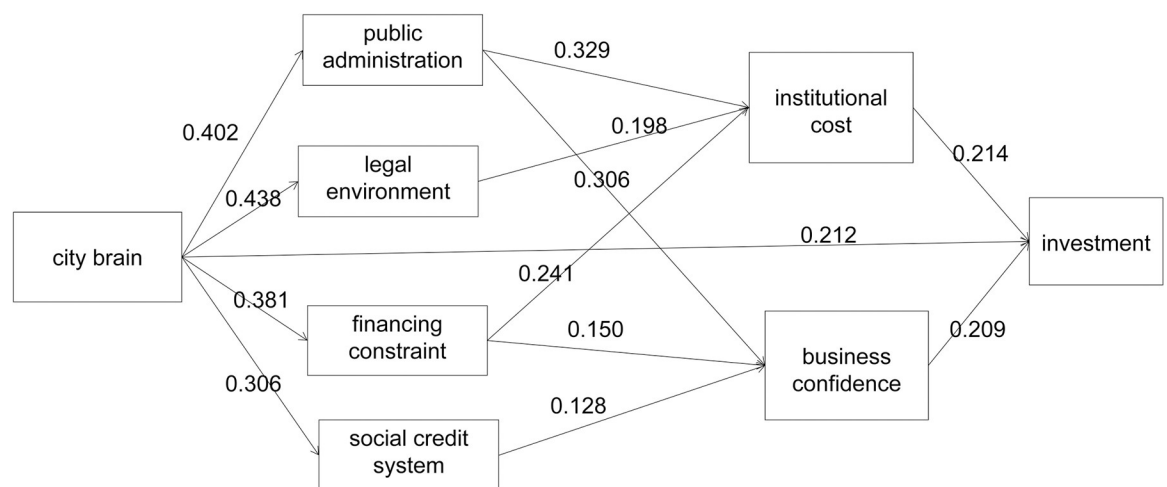 public
administration
0.329
institutional
cost
0.402
0.198
0.214
legal
environment
0.306
0.438
0.212
investment
city brain
0.241
0.381
financing
constraint
0.150
0.209
business
confidence
0.306
0.128
social credit
system